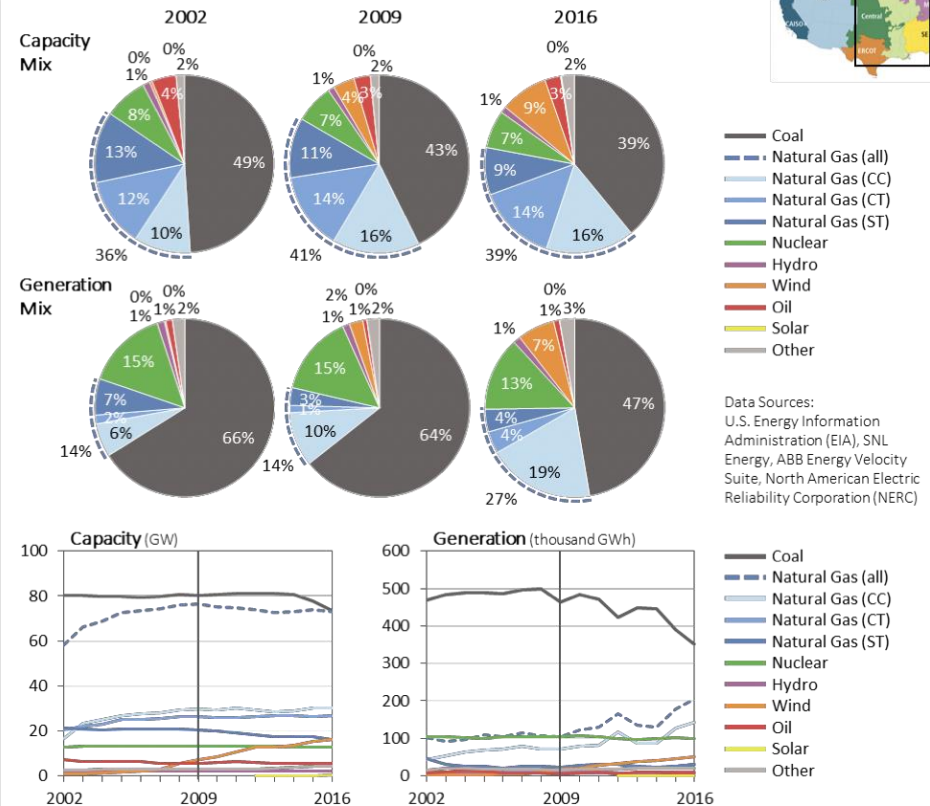 2002 2009 2016
Capacity
Mix
0% 0%
1% 2%
4%
8%
13%
12%
10%
49%
36%
0%
1% 2%
4% 3%
7%
11%
14%
16%
43%
41%
0%
2%
1%
9% 3%
7%
9%
14%
16%
39%
39%
CAISO
Central
ERCOT
SE
Coal
Natural Gas (all)
Natural Gas (CC)
Natural Gas (CT)
Natural Gas (ST)
Nuclear
Hydro
Wind
Oil
Solar
Other
Generation
Mix
0% 0%
1% 1% 2%
15%
7%
2%
6%
66%
14%
2% 0%
1% 1% 2%
15%
3%
1%
10%
64%
14%
0%
1% 3%
1%
7%
13%
4%
4%
19%
47%
27%
Data Sources:
U.S. Energy Information
Administration (EIA), SNL
Energy, ABB Energy Velocity
Suite, North American Electric
Reliability Corporation (NERC)
Capacity (GW)
100
80
60
40
20
0
2002 2009 2016
Generation (thousand GWh)
600
500
400
300
200
100
0
2002 2009 2016
Coal
Natural Gas (all)
Natural Gas (CC)
Natural Gas (CT)
Natural Gas (ST)
Nuclear
Hydro
Wind
Oil
Solar
Other